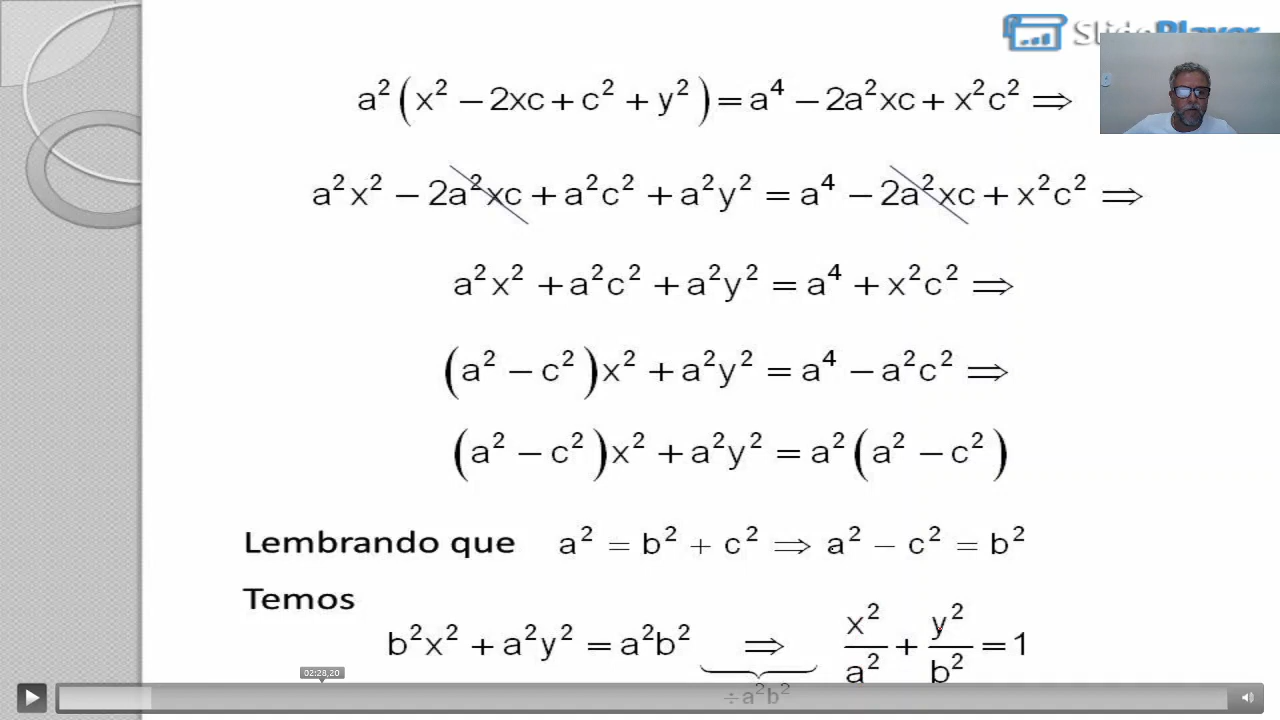 SlidePlayer
a²(x² − 2xc + c² + y²) = a⁴ − 2a²xc + x²c² ⇒
a²x² − 2a²xc + a²c² + a²y² = a⁴ − 2a²xc + x²c² ⇒
a²x² + a²c² + a²y² = a⁴ + x²c² ⇒
(a² − c²)x² + a²y² = a⁴ − a²c² ⇒
(a² − c²)x² + a²y² = a²(a² − c²)
Lembrando que a² = b² + c² ⇒ a² − c² = b²
Temos
b²x² + a²y² = a²b² ⇒ x²/a² + y²/b² = 1
02:28,20
÷a²b²